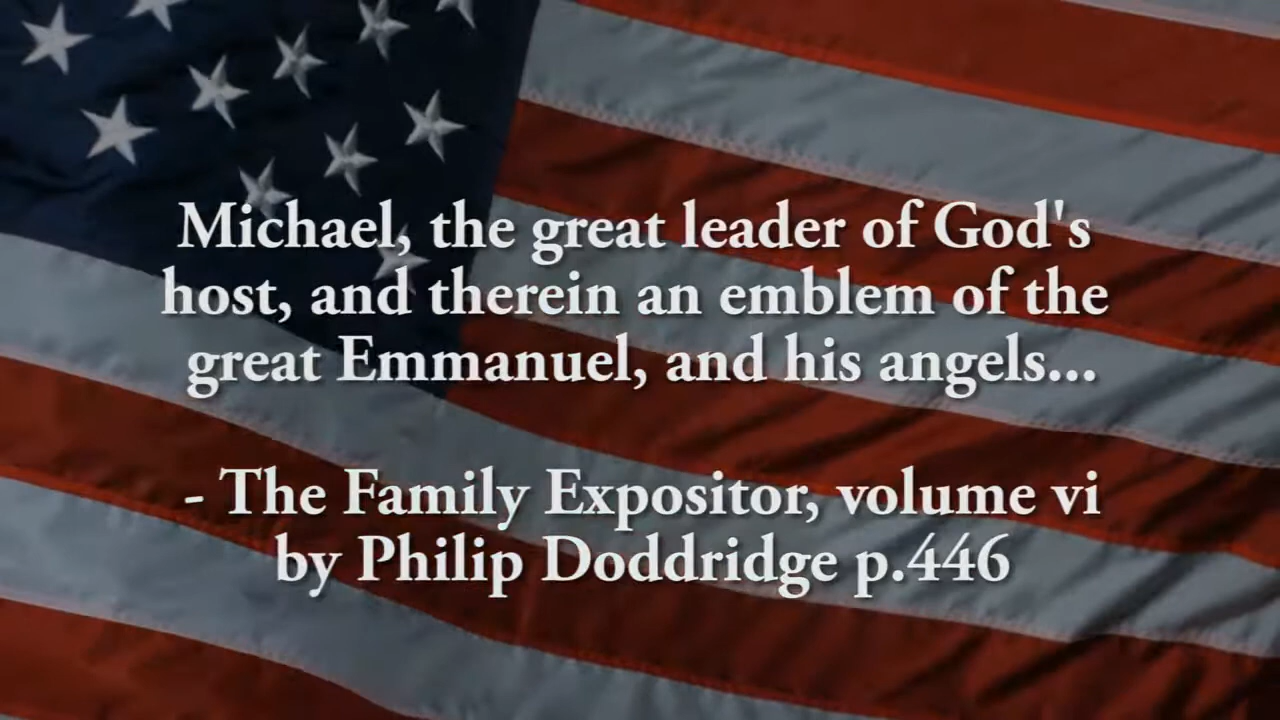 Michael, the great leader of God's
host, and therein an emblem of the
great Emmanuel, and his angels...
- The Family Expositor, volume vi
by Philip Doddridge p.446